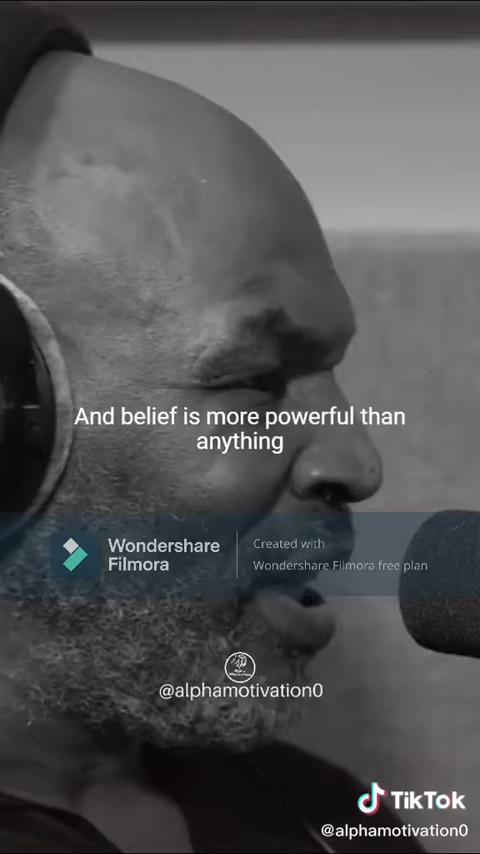 And belief is more powerful than
anything
Wondershare
Filmora
Created with
Wondershare Filmora free plan
@alphamotivation0
TikTok
@alphamotivation0